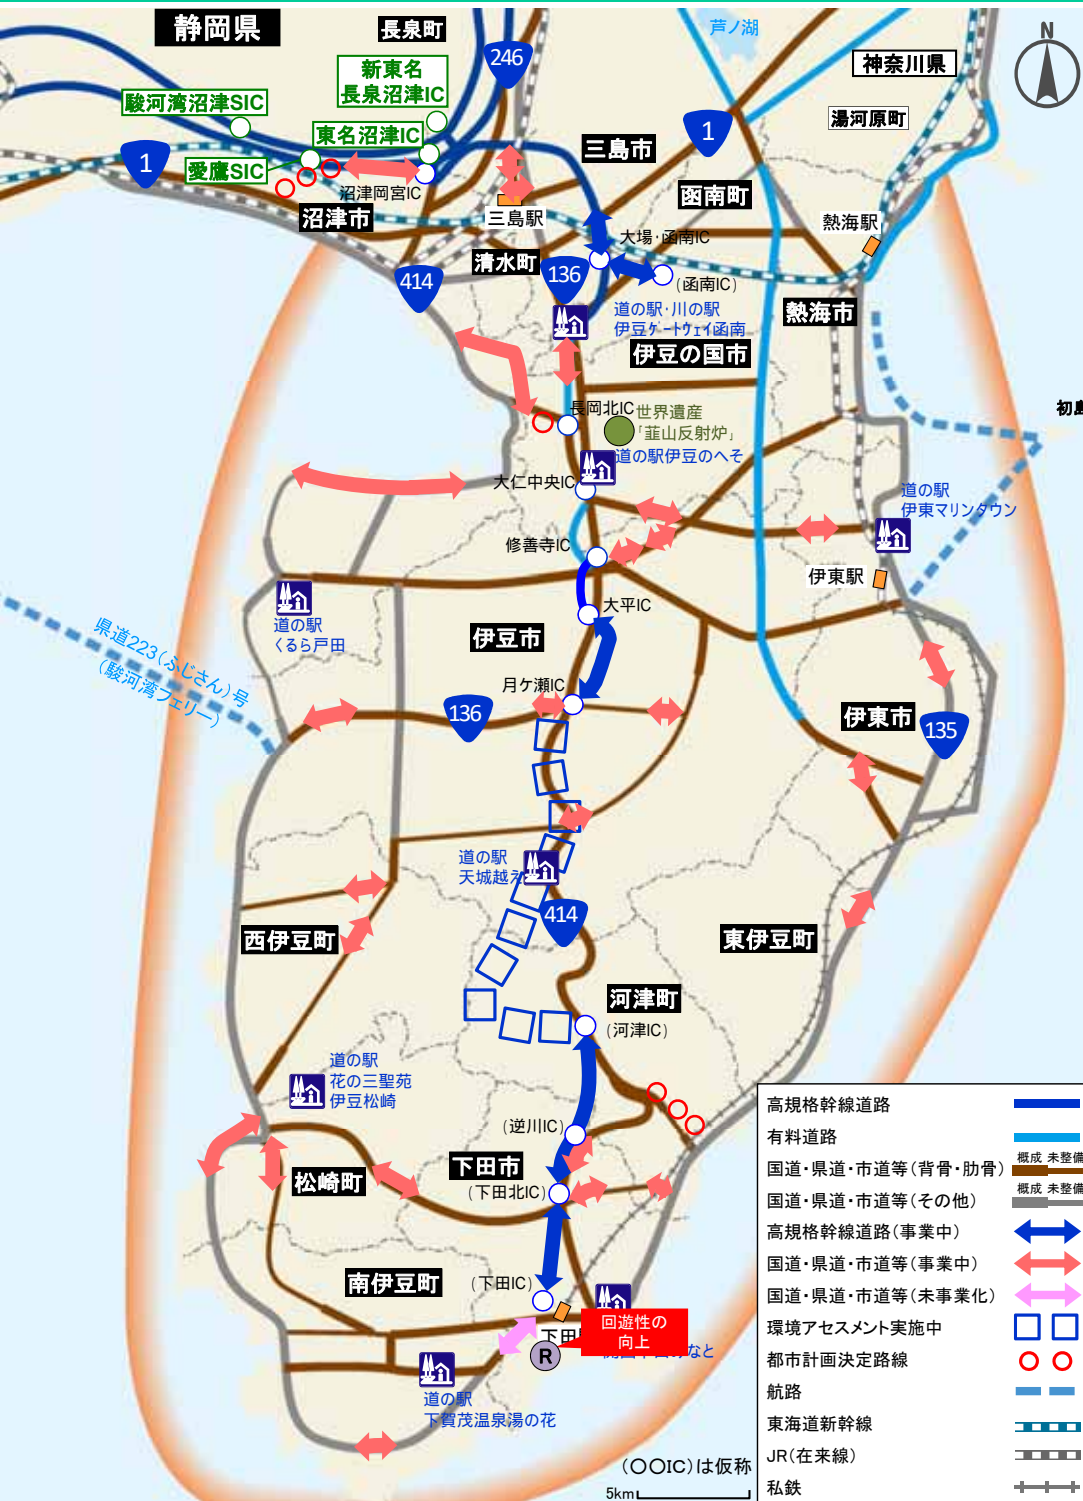 静岡県
長泉町
芦ノ湖
N
246
新東名
長泉沼津IC
神奈川県
駿河湾沼津SIC
東名沼津IC
湯河原町
1
1
三島市
愛鷹SIC
沼津岡宮IC
函南町
沼津市
三島駅
熱海駅
大場・函南IC
清水町
136
414
(函南IC)
熱海市
道の駅・川の駅
伊豆ゲートウェイ函南
伊豆の国市
長岡北IC
世界遺産
「韮山反射炉」
初島
道の駅伊豆のへそ
大仁中央IC
道の駅
伊東マリンタウン
修善寺IC
伊東駅
大平IC
道の駅
くるら戸田
伊豆市
県道223(ふじさん)号
(駿河湾フェリー)
月ケ瀬IC
136
伊東市
135
道の駅
天城越え
414
西伊豆町
東伊豆町
河津町
(河津IC)
道の駅
花の三聖苑
伊豆松崎
(逆川IC)
下田市
松崎町
(下田北IC)
南伊豆町
(下田IC)
回遊性の
向上
R
道の駅
下賀茂温泉湯の花
高規格幹線道路
有料道路
国道・県道・市道等(背骨・肋骨)
概成 未整備
国道・県道・市道等(その他)
概成 未整備
高規格幹線道路(事業中)
国道・県道・市道等(事業中)
国道・県道・市道等(未事業化)
環境アセスメント実施中
都市計画決定路線
航路
東海道新幹線
JR(在来線)
私鉄
(〇〇IC)は仮称
5km